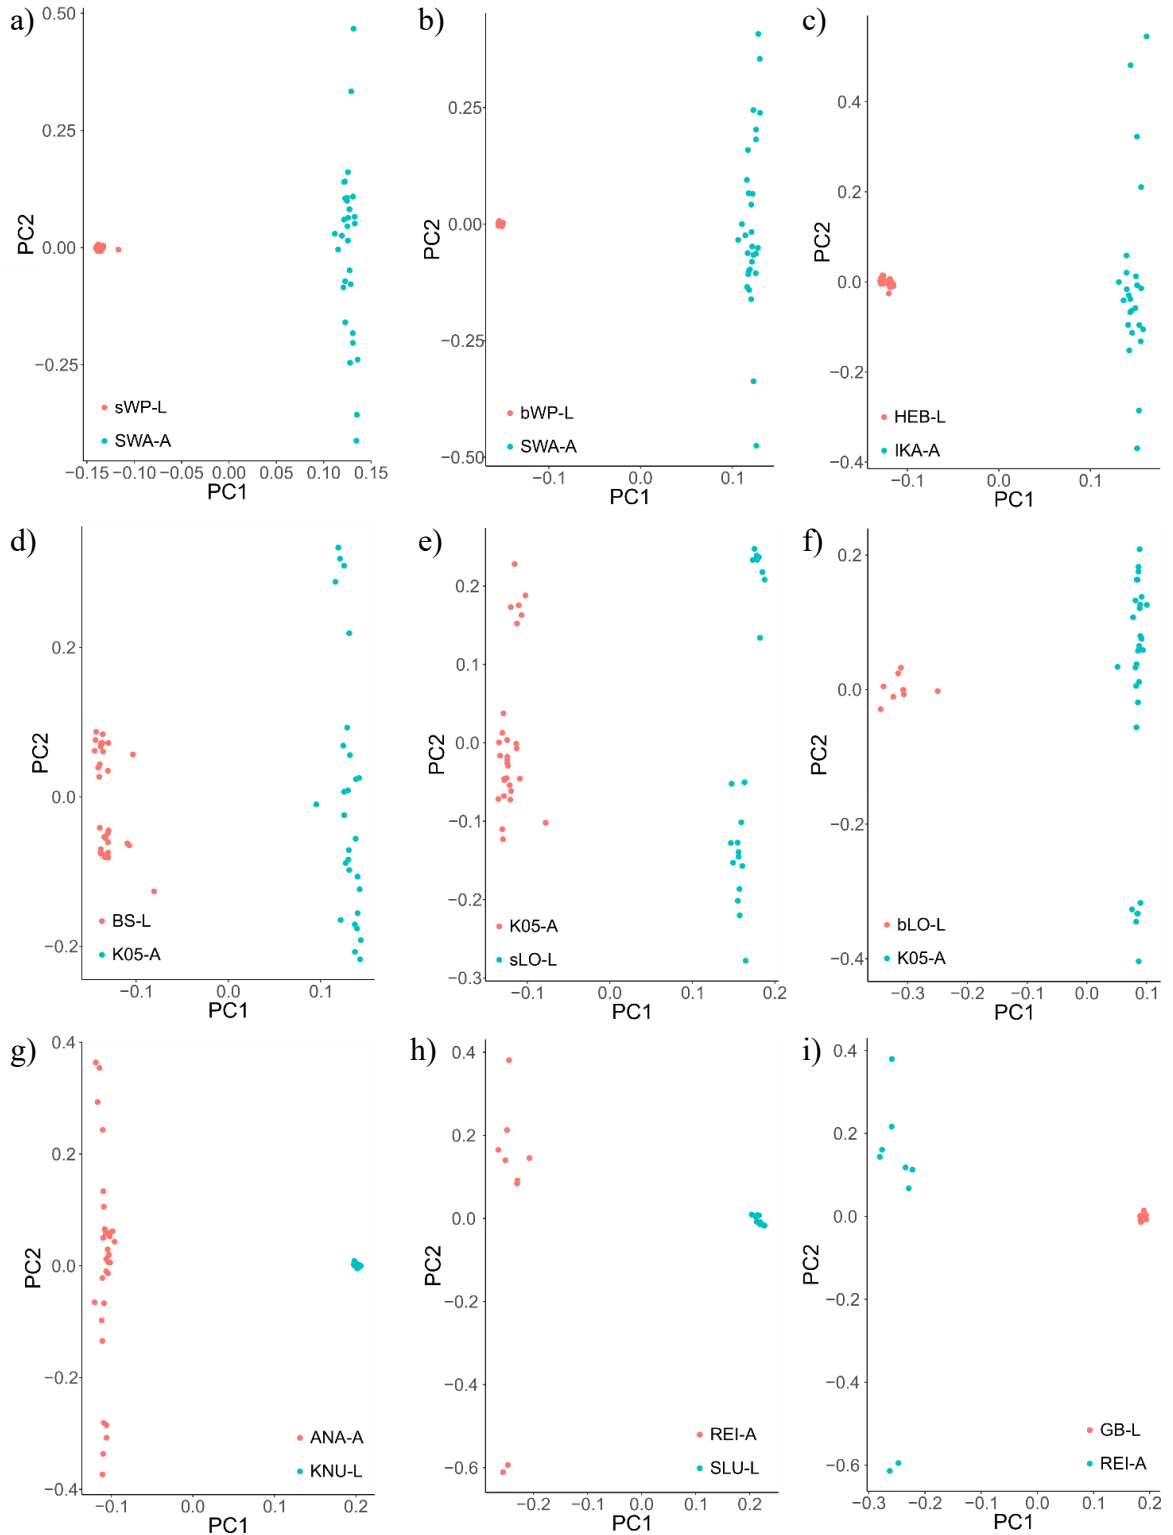 a)
0.50
0.25
0.00
−0.25
PC2
sWP-L
SWA-A
−0.15
−0.10
−0.05
0.00
0.05
0.10
0.15
PC1
b)
0.25
0.00
−0.25
−0.50
PC2
bWP-L
SWA-A
−0.1
0.0
0.1
PC1
c)
0.4
0.2
0.0
−0.2
−0.4
PC2
HEB-L
IKA-A
−0.1
0.0
0.1
PC1
d)
0.2
0.0
−0.2
PC2
BS-L
K05-A
−0.1
0.0
0.1
PC1
e)
0.2
0.1
0.0
−0.1
−0.2
−0.3
PC2
K05-A
sLO-L
−0.1
0.0
0.1
0.2
PC1
f)
0.2
0.0
−0.2
−0.4
PC2
bLO-L
K05-A
−0.3
−0.2
−0.1
0.0
0.1
PC1
g)
0.4
0.2
0.0
−0.2
−0.4
PC2
ANA-A
KNU-L
−0.1
0.0
0.1
0.2
PC1
h)
0.4
0.2
0.0
−0.2
−0.4
−0.6
PC2
REI-A
SLU-L
−0.2
−0.1
0.0
0.1
0.2
PC1
i)
0.4
0.2
0.0
−0.2
−0.4
−0.6
PC2
GB-L
REI-A
−0.3
−0.2
−0.1
0.0
0.1
0.2
PC1